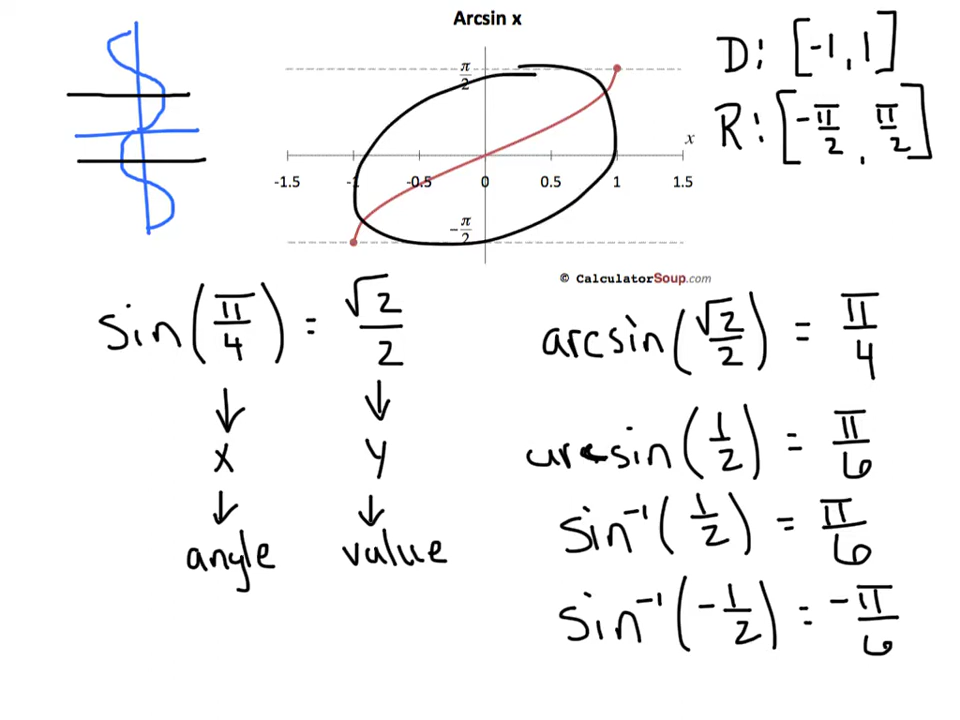 Arcsin x
D: [-1, 1]
R: [-π/2, π/2]
π/2
x
-1.5 -1 -0.5 0 0.5 1 1.5
-π/2
© CalculatorSoup.com
sin(π/4) = √2/2
↓ ↓
x y
↓ ↓
angle value
arcsin(√2/2) = π/4
arcsin(1/2) = π/6
sin⁻¹(1/2) = π/6
sin⁻¹(-1/2) = -π/6